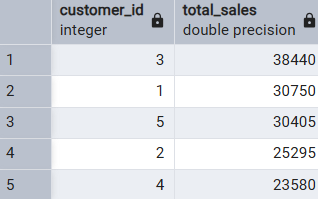 customer_id total_sales
integer double precision
1 3 38440
2 1 30750
3 5 30405
4 2 25295
5 4 23580